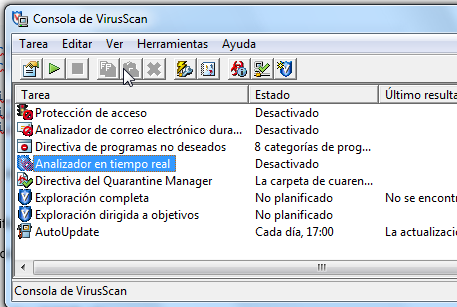 Consola de VirusScan
Tarea Editar Ver Herramientas Ayuda
Tarea Estado Último resulta
Protección de acceso Desactivado
Analizador de correo electrónico dura... Desactivado
Directiva de programas no deseados 8 categorías de prog...
Analizador en tiempo real Desactivado
Directiva del Quarantine Manager La carpeta de cuaren...
Exploración completa No planificado No se encont
Exploración dirigida a objetivos No planificado
AutoUpdate Cada día, 17:00 La actualizació
Consola de VirusScan